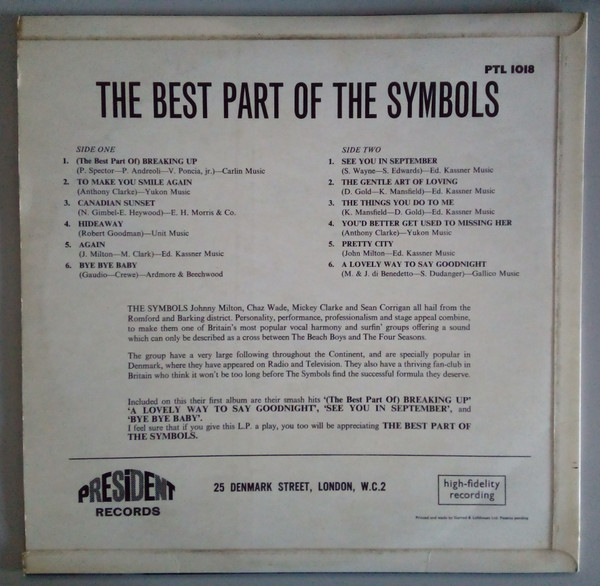 PTL 1018
THE BEST PART OF THE SYMBOLS
SIDE ONE
1. (The Best Part Of) BREAKING UP
(P. Spector—P. Andreoli—V. Poncia, jr.)—Carlin Music
2. TO MAKE YOU SMILE AGAIN
(Anthony Clarke)—Yukon Music
3. CANADIAN SUNSET
(N. Gimbel-E. Heywood)—E. H. Morris & Co.
4. HIDEAWAY
(Robert Goodman)—Unit Music
5. AGAIN
(J. Milton—M. Clark)—Ed. Kassner Music
6. BYE BYE BABY
(Gaudio—Crewe)—Ardmore & Beechwood
SIDE TWO
1. SEE YOU IN SEPTEMBER
(S. Wayne—S. Edwards)—Ed. Kassner Music
2. THE GENTLE ART OF LOVING
(D. Gold—K. Mansfield)—Ed. Kassner Music
3. THE THINGS YOU DO TO ME
(K. Mansfield—D. Gold)—Ed. Kassner Music
4. YOU'D BETTER GET USED TO MISSING HER
(Anthony Clarke)—Yukon Music
5. PRETTY CITY
(John Milton—Ed. Kassner Music
6. A LOVELY WAY TO SAY GOODNIGHT
(M. & J. di Benedetto—S. Dudanger)—Gallico Music
THE SYMBOLS Johnny Milton, Chaz Wade, Mickey Clarke and Sean Corrigan all hail from the
Romford and Barking district. Personality, performance, professionalism and stage appeal combine,
to make them one of Britain's most popular vocal harmony and surfin' groups offering a sound
which can only be described as a cross between The Beach Boys and The Four Seasons.
The group have a very large following throughout the Continent, and are specially popular in
Denmark, where they have appeared on Radio and Television. They also have a thriving fan-club in
Britain who think it won't be too long before The Symbols find the successful formula they deserve.
Included on this their first album are their smash hits '(The Best Part Of) BREAKING UP'
'A LOVELY WAY TO SAY GOODNIGHT', 'SEE YOU IN SEPTEMBER', and
'BYE BYE BABY'.
I feel sure that if you give this L.P. a play, you too will be appreciating THE BEST PART OF
THE SYMBOLS.
PRESIDENT
RECORDS
25 DENMARK STREET, LONDON, W.C.2
high-fidelity
recording
Printed and made by